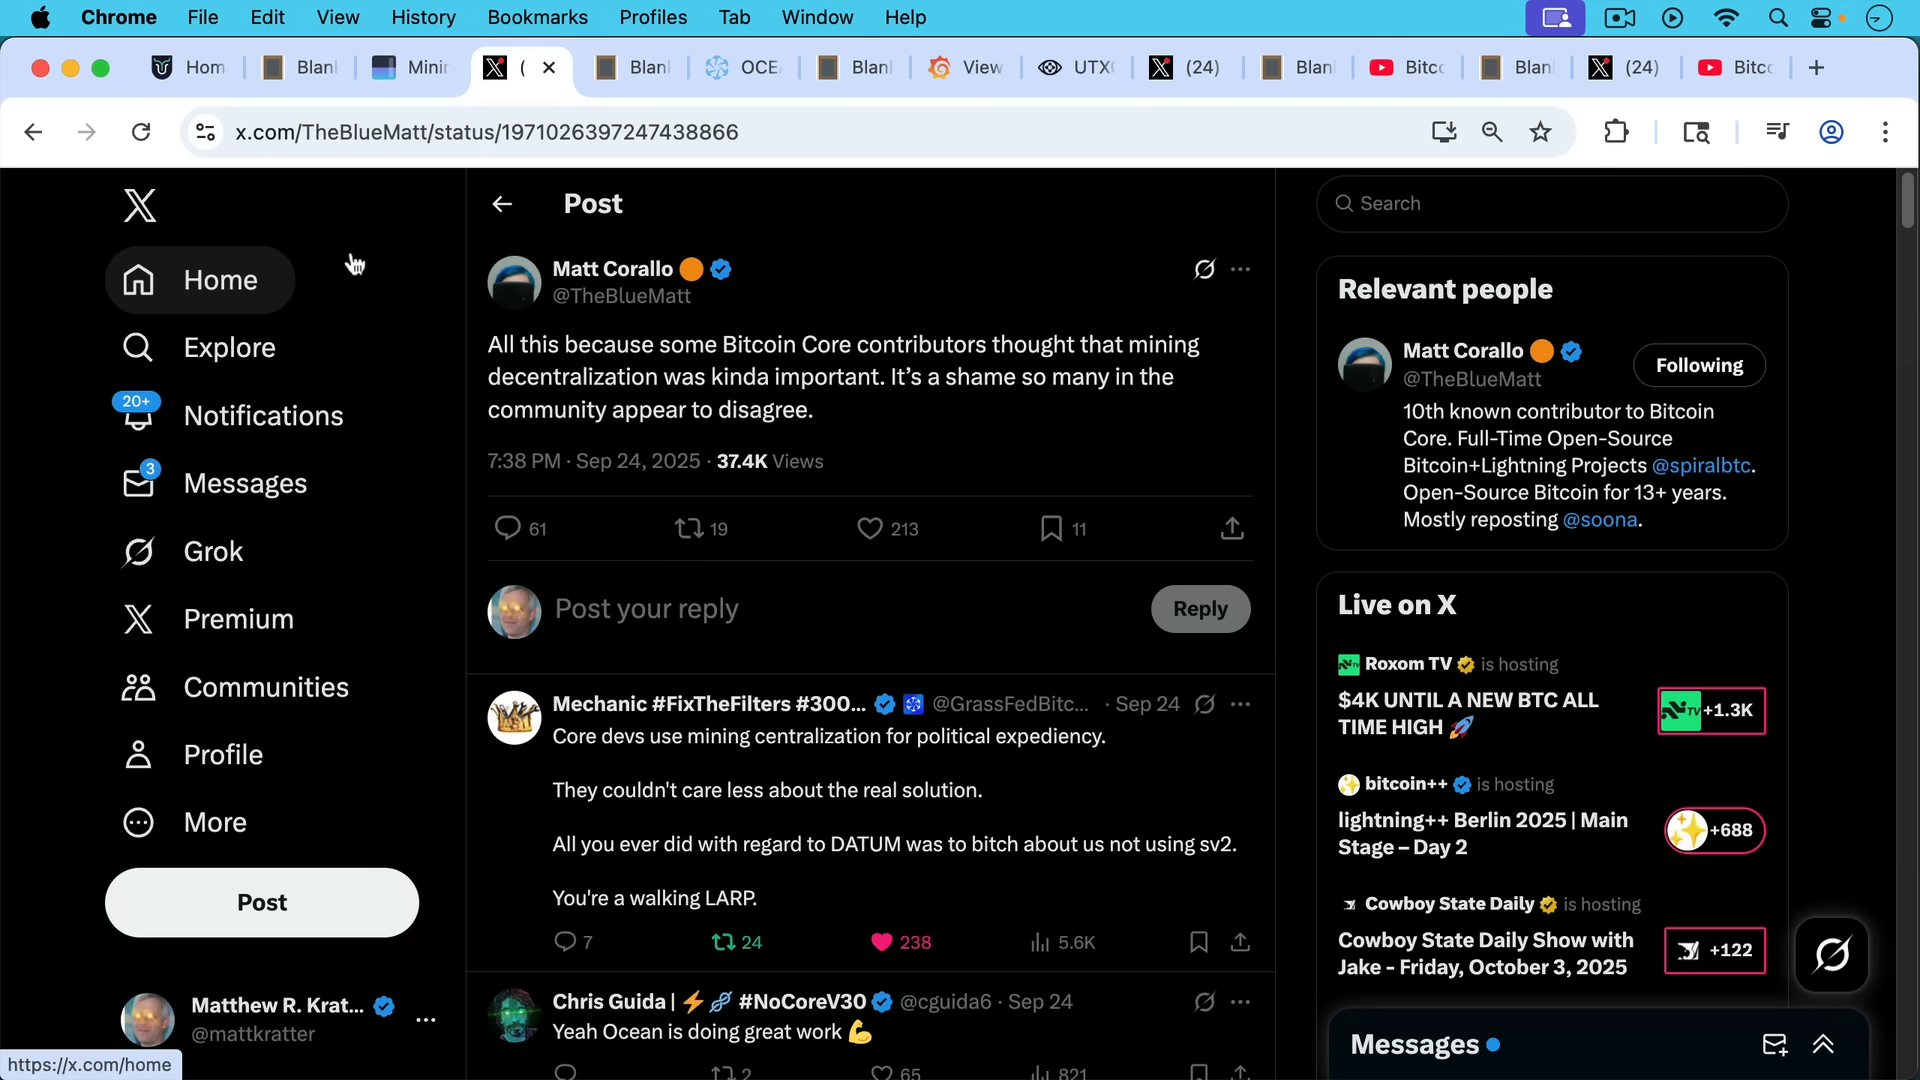 Chrome File Edit View History Bookmarks Profiles Tab Window Help
Hom Blan Minin ( Blan OCEA Blan View UTXO (24) Blan Bitco Blan (24) Bitco
x.com/TheBlueMatt/status/1971026397247438866
Home
20+
Explore
Notifications
3
Messages
Grok
Premium
Communities
Profile
More
Post
Matthew R. Krat...
@mattkratter
https://x.com/home
Post
Matt Corallo
@TheBlueMatt
All this because some Bitcoin Core contributors thought that mining
decentralization was kinda important. It’s a shame so many in the
community appear to disagree.
7:38 PM · Sep 24, 2025 · 37.4K Views
61 19 213 11
Post your reply
Reply
Mechanic #FixTheFilters #300... @GrassFedBitc... · Sep 24
Core devs use mining centralization for political expediency.
They couldn't care less about the real solution.
All you ever did with regard to DATUM was to bitch about us not using sv2.
You're a walking LARP.
7 24 238 5.6K
Chris Guida | ⚡ #NoCoreV30 @cguida6 · Sep 24
Yeah Ocean is doing great work 💪
2 65 821
Search
Relevant people
Matt Corallo
@TheBlueMatt
Following
10th known contributor to Bitcoin
Core. Full-Time Open-Source
Bitcoin+Lightning Projects @spiralbtc.
Open-Source Bitcoin for 13+ years.
Mostly reposting @soona.
Live on X
Roxom TV is hosting
$4K UNTIL A NEW BTC ALL
TIME HIGH 🚀
+1.3K
bitcoin++ is hosting
lightning++ Berlin 2025 | Main
Stage – Day 2
+688
Cowboy State Daily is hosting
Cowboy State Daily Show with
Jake - Friday, October 3, 2025
+122
Messages